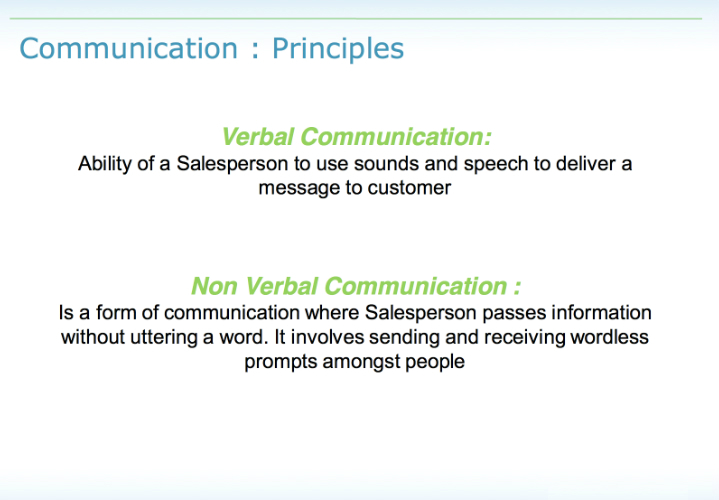 Communication : Principles
Verbal Communication:
Ability of a Salesperson to use sounds and speech to deliver a
message to customer
Non Verbal Communication :
Is a form of communication where Salesperson passes information
without uttering a word. It involves sending and receiving wordless
prompts amongst people